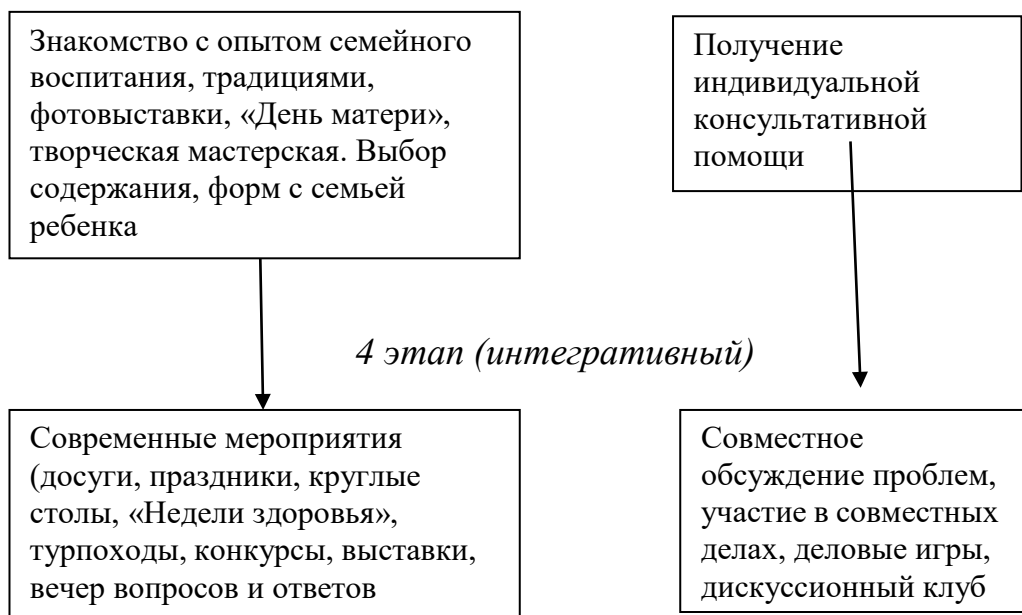 Знакомство с опытом семейного
воспитания, традициями,
фотовыставки, «День матери»,
творческая мастерская. Выбор
содержания, форм с семьей
ребенка
Получение
индивидуальной
консультативной
помощи
4 этап (интегративный)
Современные мероприятия
(досуги, праздники, круглые
столы, «Недели здоровья»,
турпоходы, конкурсы, выставки,
вечер вопросов и ответов
Совместное
обсуждение проблем,
участие в совместных
делах, деловые игры,
дискуссионный клуб